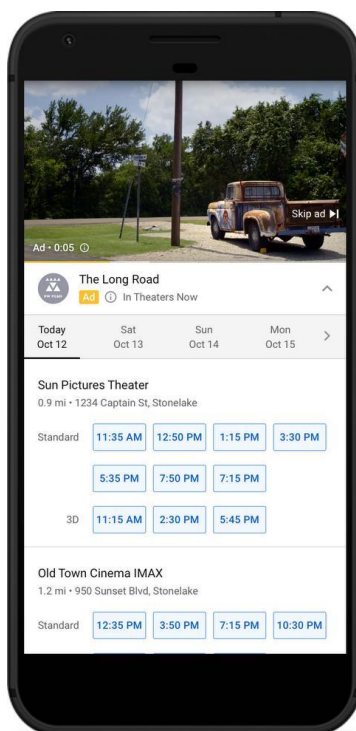 Skip ad
Ad • 0:05
The Long Road
Ad In Theaters Now
Today Sat Sun Mon
Oct 12 Oct 13 Oct 14 Oct 15
Sun Pictures Theater
0.9 mi • 1234 Captain St, Stonelake
Standard 11:35 AM 12:50 PM 1:15 PM 3:30 PM
5:35 PM 7:50 PM 7:15 PM
3D 11:15 AM 2:30 PM 5:45 PM
Old Town Cinema IMAX
1.2 mi • 950 Sunset Blvd, Stonelake
Standard 12:35 PM 3:50 PM 7:15 PM 10:30 PM